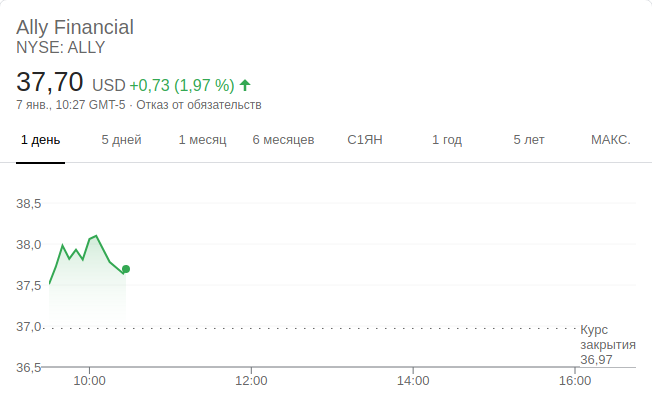 Ally Financial
NYSE: ALLY
37,70 USD +0,73 (1,97 %)
7 янв., 10:27 GMT-5 · Отказ от обязательств
1 день 5 дней 1 месяц 6 месяцев С1ЯН 1 год 5 лет МАКС.
38,5
38,0
37,5
37,0
Курс
закрытия
36,97
36,5
10:00 12:00 14:00 16:00